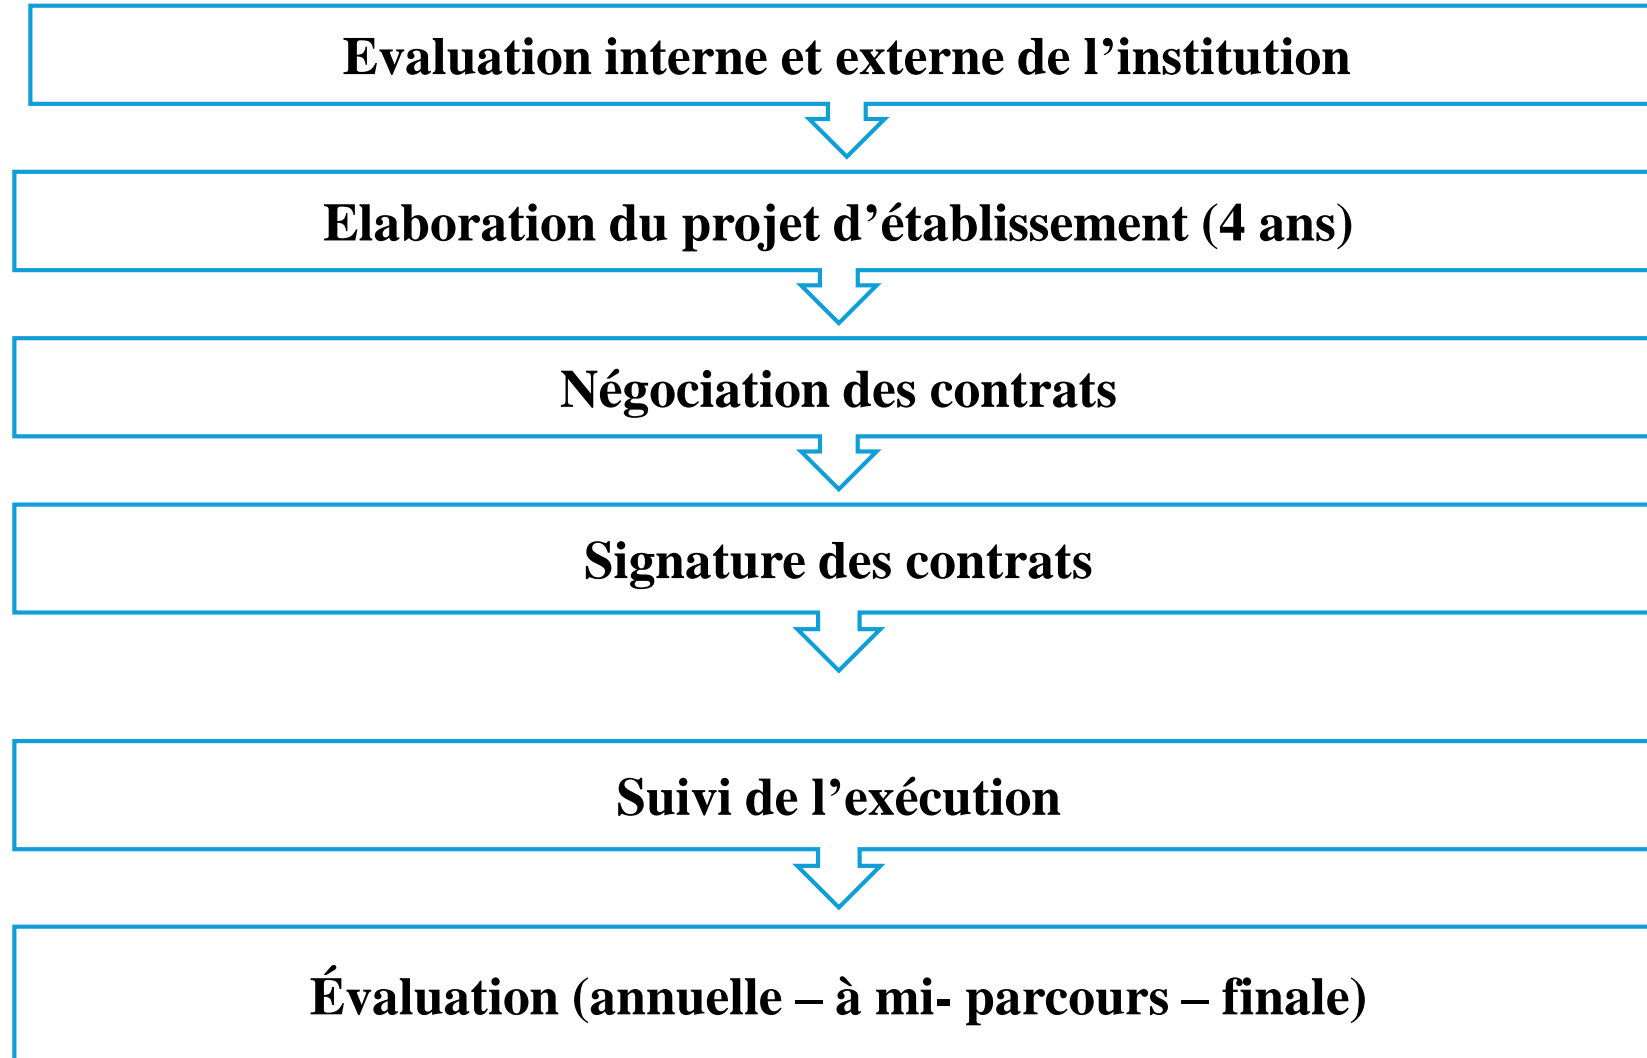 Evaluation interne et externe de l’institution
Elaboration du projet d’établissement (4 ans)
Négociation des contrats
Signature des contrats
Suivi de l’exécution
Évaluation (annuelle – à mi- parcours – finale)